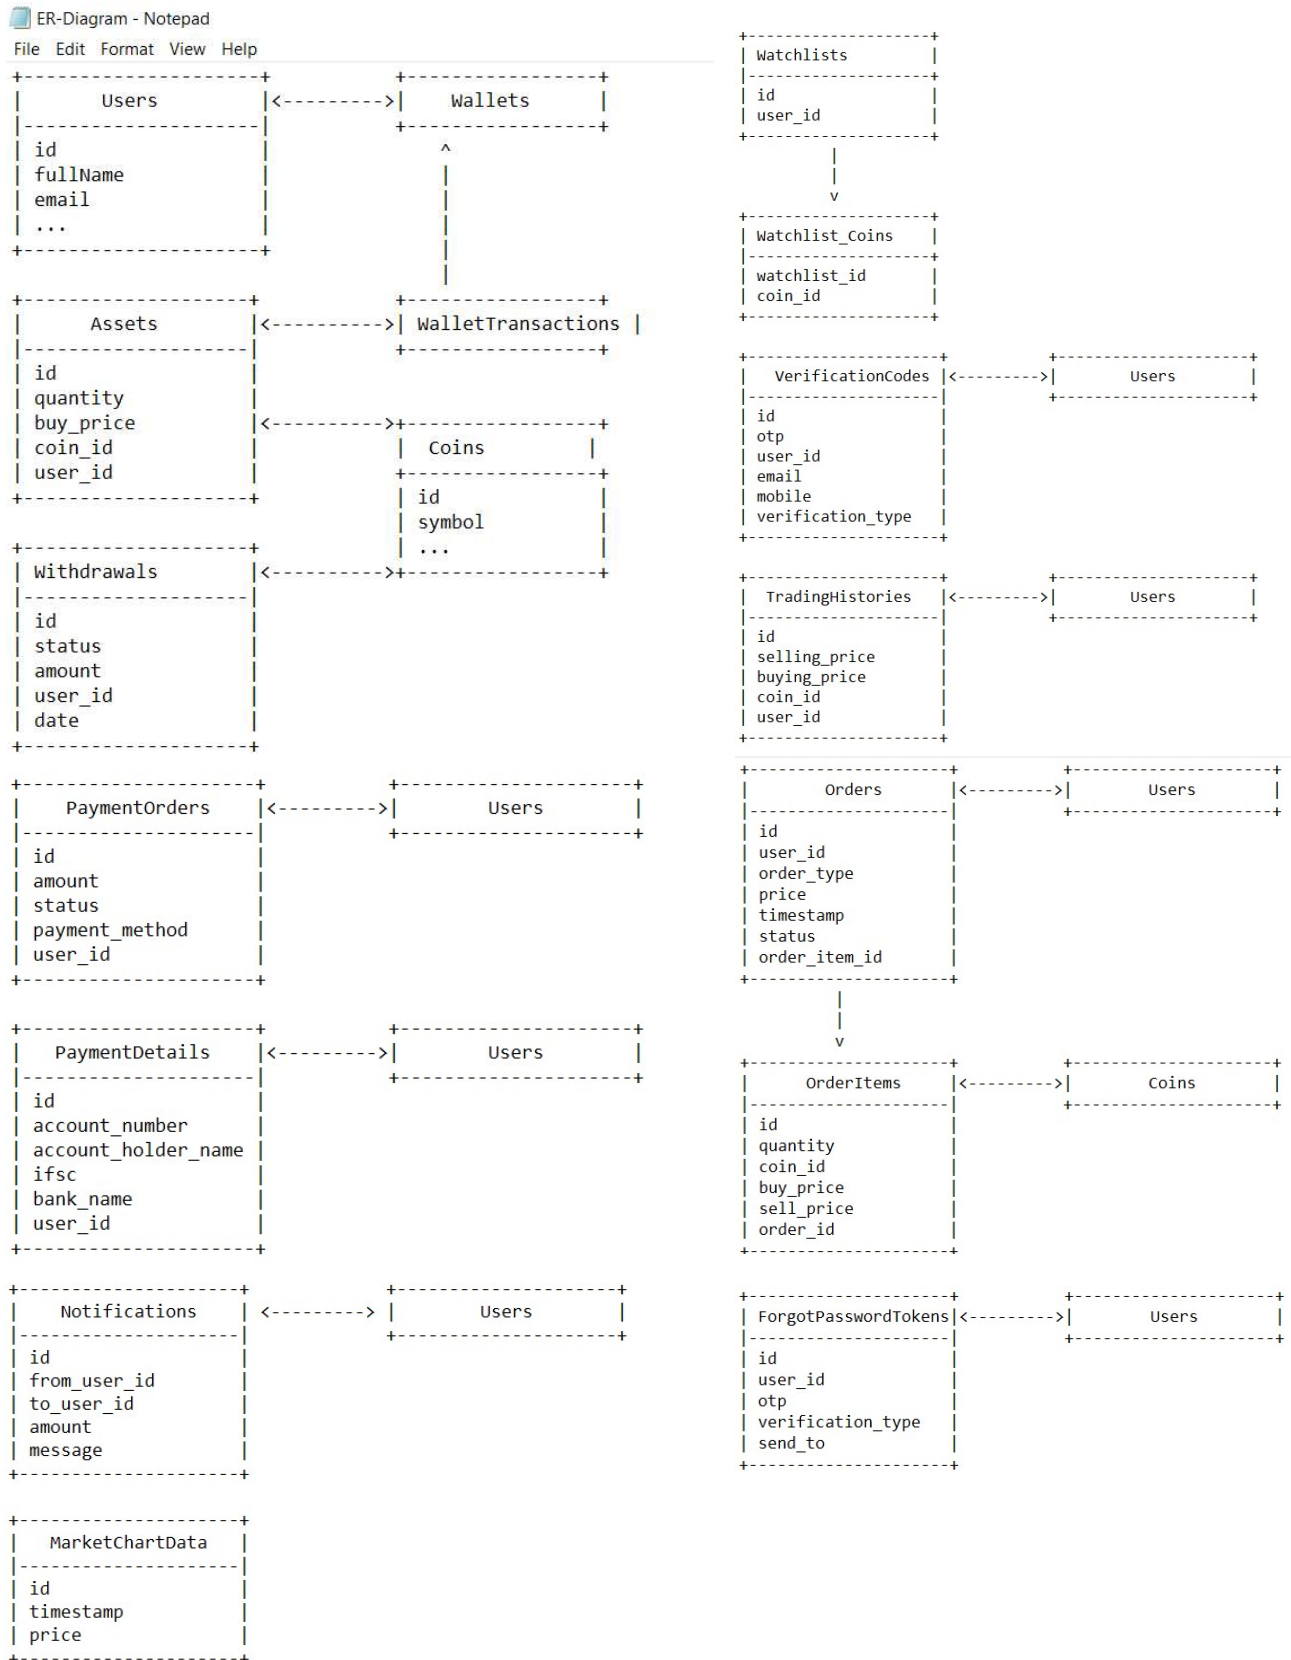 ER-Diagram - Notepad
File Edit Format View Help
Users
Wallets
id
fullName
email
...
Assets
WalletTransactions
id
quantity
buy_price
coin_id
user_id
Coins
id
symbol
...
Withdrawals
id
status
amount
user_id
date
PaymentOrders
Users
id
amount
status
payment_method
user_id
PaymentDetails
Users
id
account_number
account_holder_name
ifsc
bank_name
user_id
Notifications
Users
id
from_user_id
to_user_id
amount
message
MarketChartData
id
timestamp
price
Watchlists
id
user_id
Watchlist_Coins
watchlist_id
coin_id
VerificationCodes
Users
id
otp
user_id
email
mobile
verification_type
TradingHistories
Users
id
selling_price
buying_price
coin_id
user_id
Orders
Users
id
user_id
order_type
price
timestamp
status
order_item_id
OrderItems
Coins
id
quantity
coin_id
buy_price
sell_price
order_id
ForgotPasswordTokens
Users
id
user_id
otp
verification_type
send_to